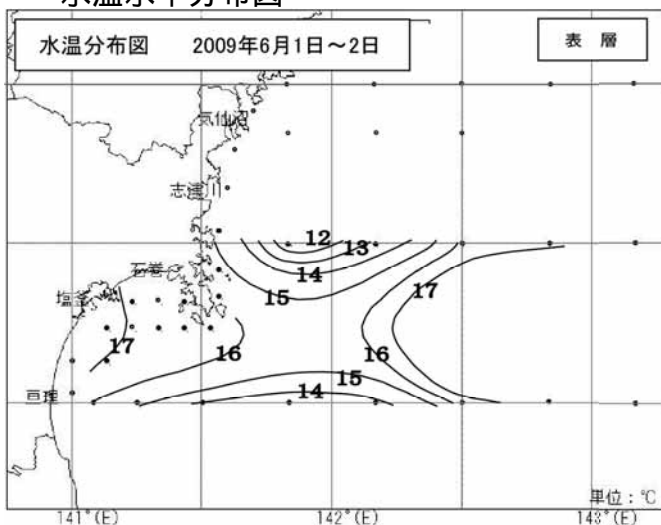 水温水平分布図
水温分布図 2009年6月1日～2日
表 層
気仙沼
志津川
12
13
14
石巻
15
17
塩釜
17
16
16
15
14
亘理
単位：℃
141°(E) 142°(E) 143°(E)